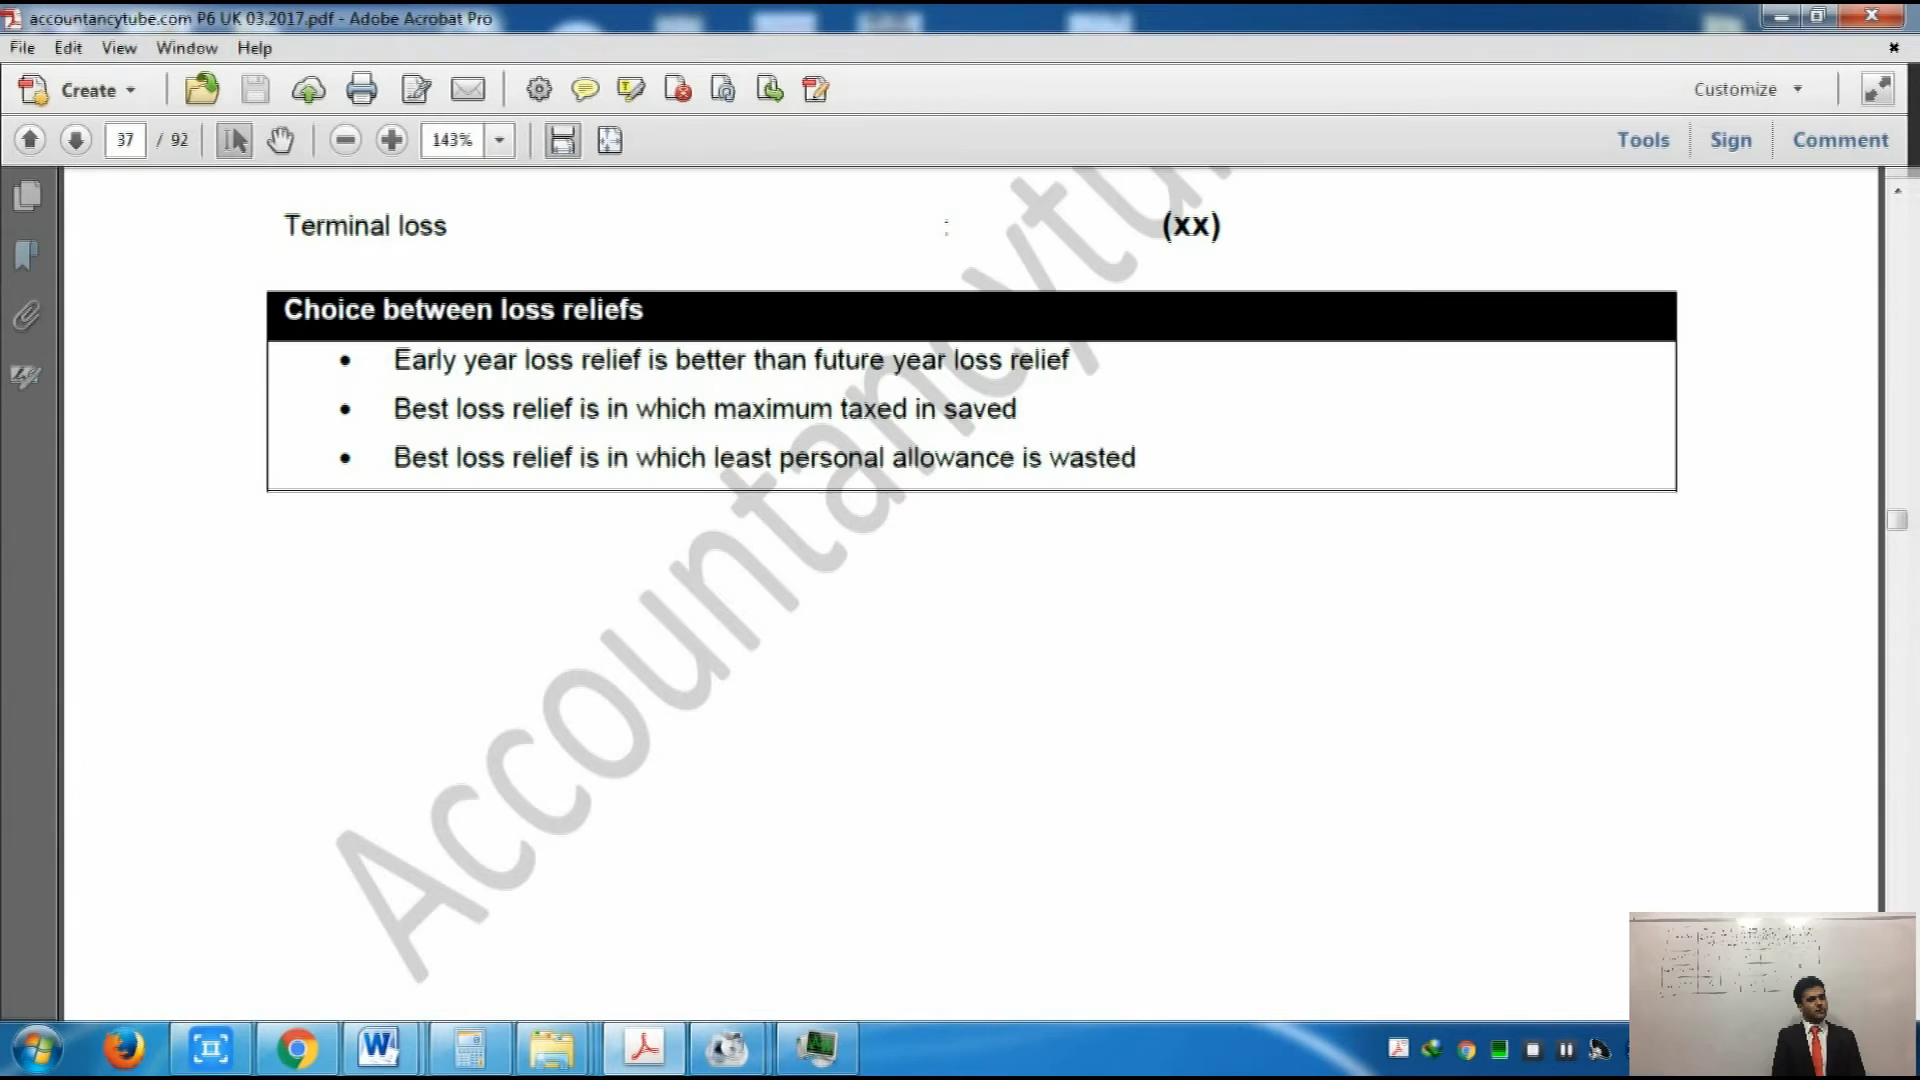 accountancytube.com P6 UK 03.2017.pdf - Adobe Acrobat Pro
File Edit View Window Help
Create
Customize
37 / 92
143%
Tools Sign Comment
Terminal loss : (xx)
Choice between loss reliefs
• Early year loss relief is better than future year loss relief
• Best loss relief is in which maximum taxed in saved
• Best loss relief is in which least personal allowance is wasted
Accountancytu